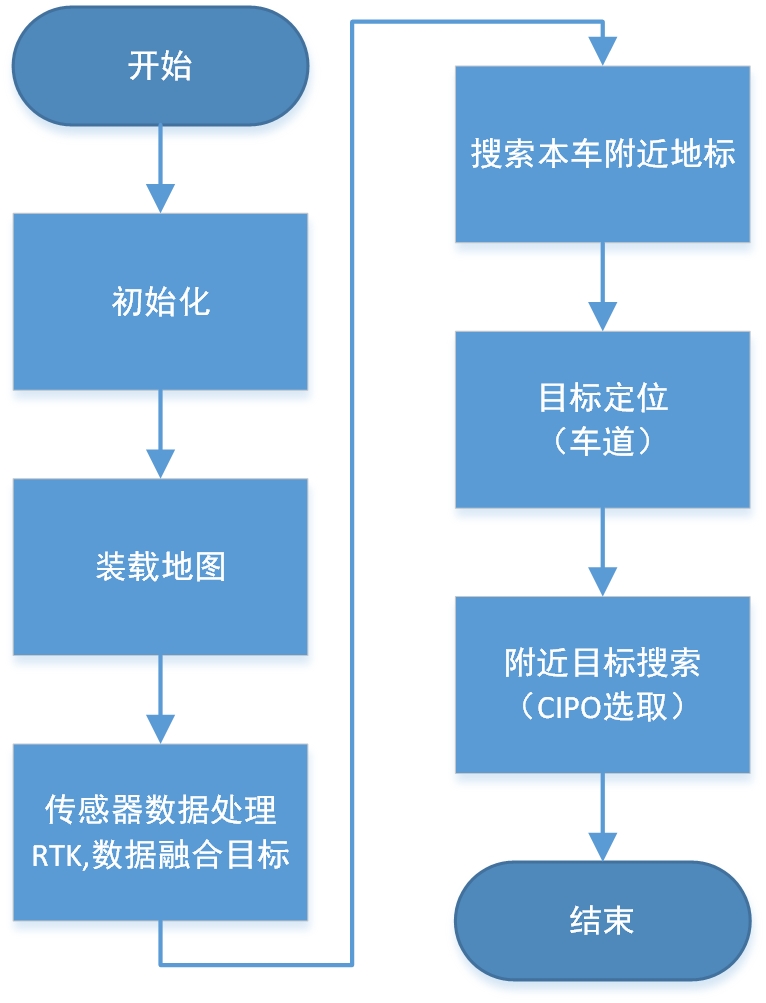 开始
初始化
装载地图
传感器数据处理
RTK,数据融合目标
搜索本车附近地标
目标定位
（车道）
附近目标搜索
（CIPO选取）
结束